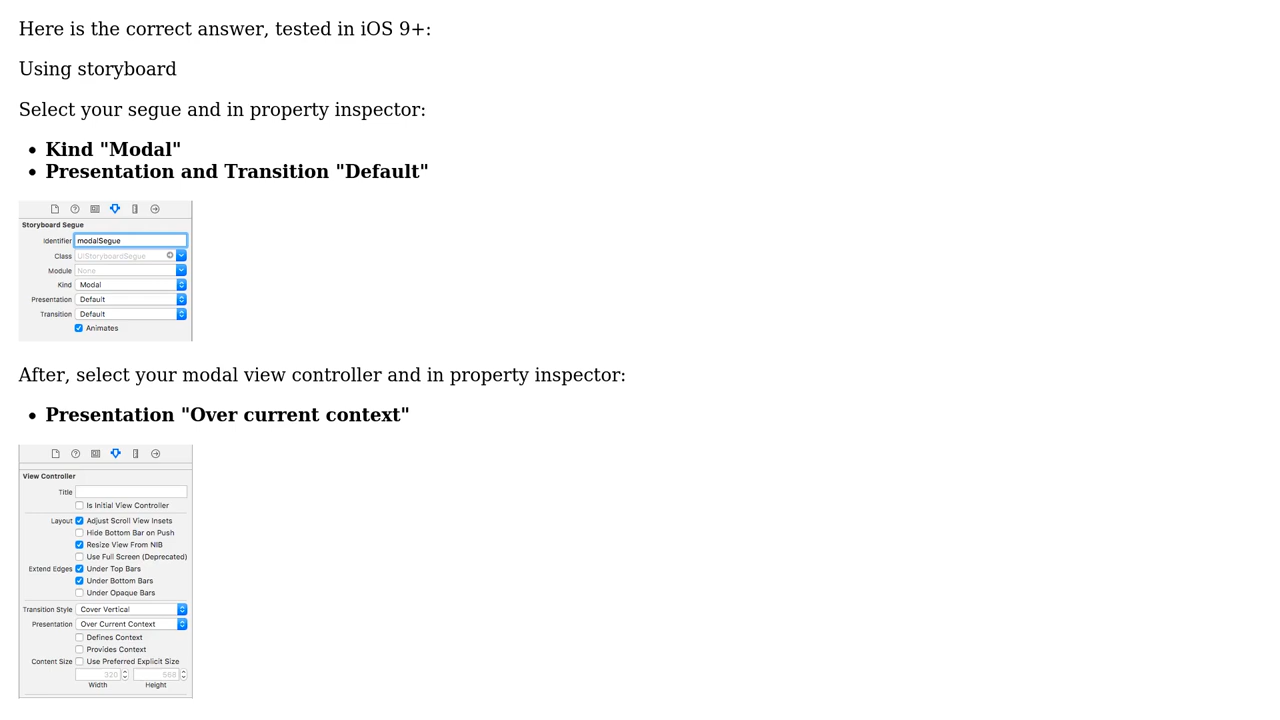 Here is the correct answer, tested in iOS 9+:
Using storyboard
Select your segue and in property inspector:
• Kind "Modal"
• Presentation and Transition "Default"
Storyboard Segue
Identifier modalSegue
Class UIStoryboardSegue
Module None
Kind Modal
Presentation Default
Transition Default
Animates
After, select your modal view controller and in property inspector:
• Presentation "Over current context"
View Controller
Title
Is Initial View Controller
Layout Adjust Scroll View Insets
Hide Bottom Bar on Push
Resize View From NIB
Use Full Screen (Deprecated)
Extend Edges Under Top Bars
Under Bottom Bars
Under Opaque Bars
Transition Style Cover Vertical
Presentation Over Current Context
Defines Context
Provides Context
Content Size Use Preferred Explicit Size
320 568
Width Height